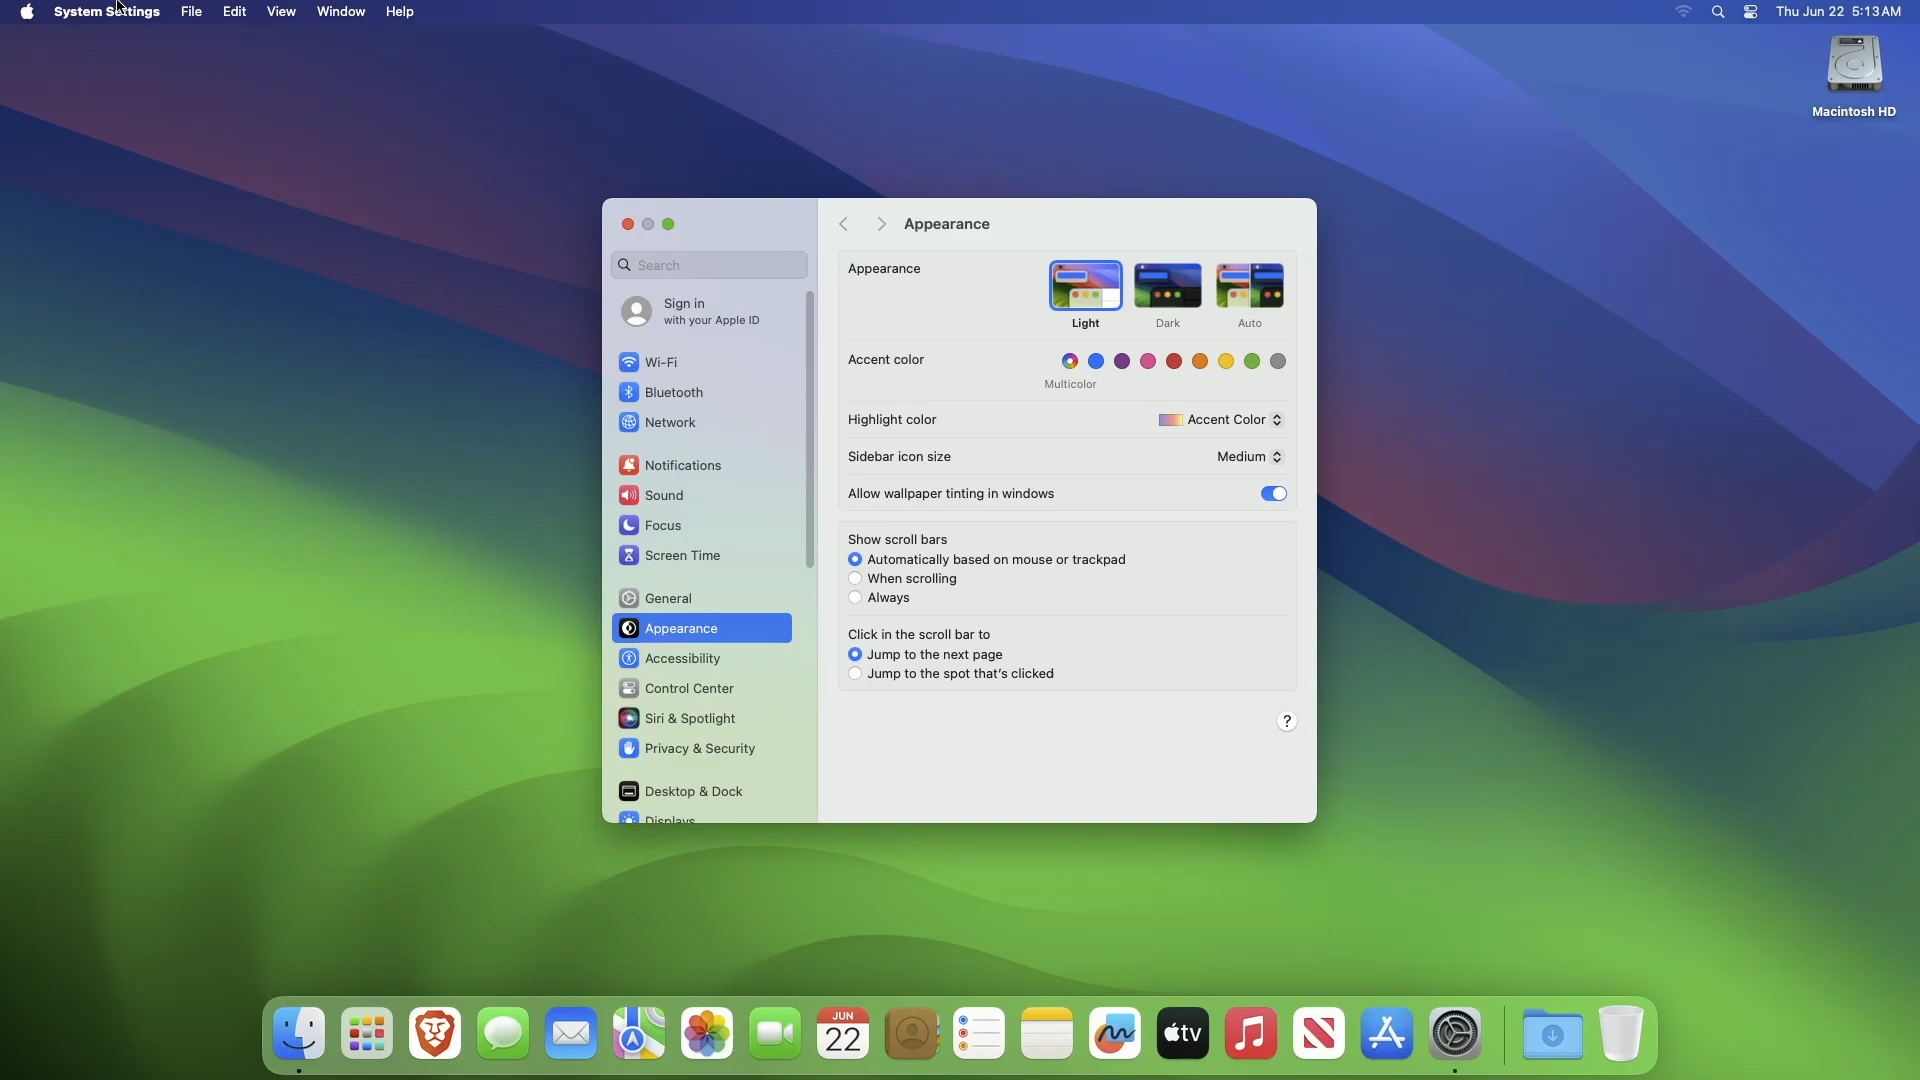 System Settings File Edit View Window Help Thu Jun 22 5:13 AM
Macintosh HD
Search
Sign in
with your Apple ID
Wi-Fi
Bluetooth
Network
Notifications
Sound
Focus
Screen Time
General
Appearance
Accessibility
Control Center
Siri & Spotlight
Privacy & Security
Desktop & Dock
Displays
Appearance
Appearance
Light Dark Auto
Accent color
Multicolor
Highlight color Accent Color
Sidebar icon size Medium
Allow wallpaper tinting in windows
Show scroll bars
Automatically based on mouse or trackpad
When scrolling
Always
Click in the scroll bar to
Jump to the next page
Jump to the spot that's clicked
?
JUN
22
tv